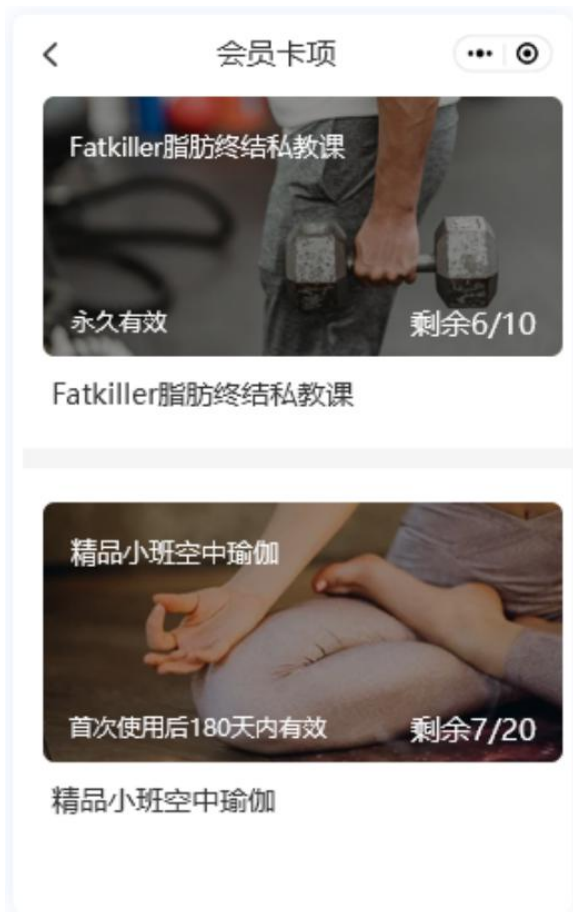 会员卡项
Fatkiller脂肪终结私教课
永久有效
剩余6/10
Fatkiller脂肪终结私教课
精品小班空中瑜伽
首次使用后180天内有效
剩余7/20
精品小班空中瑜伽